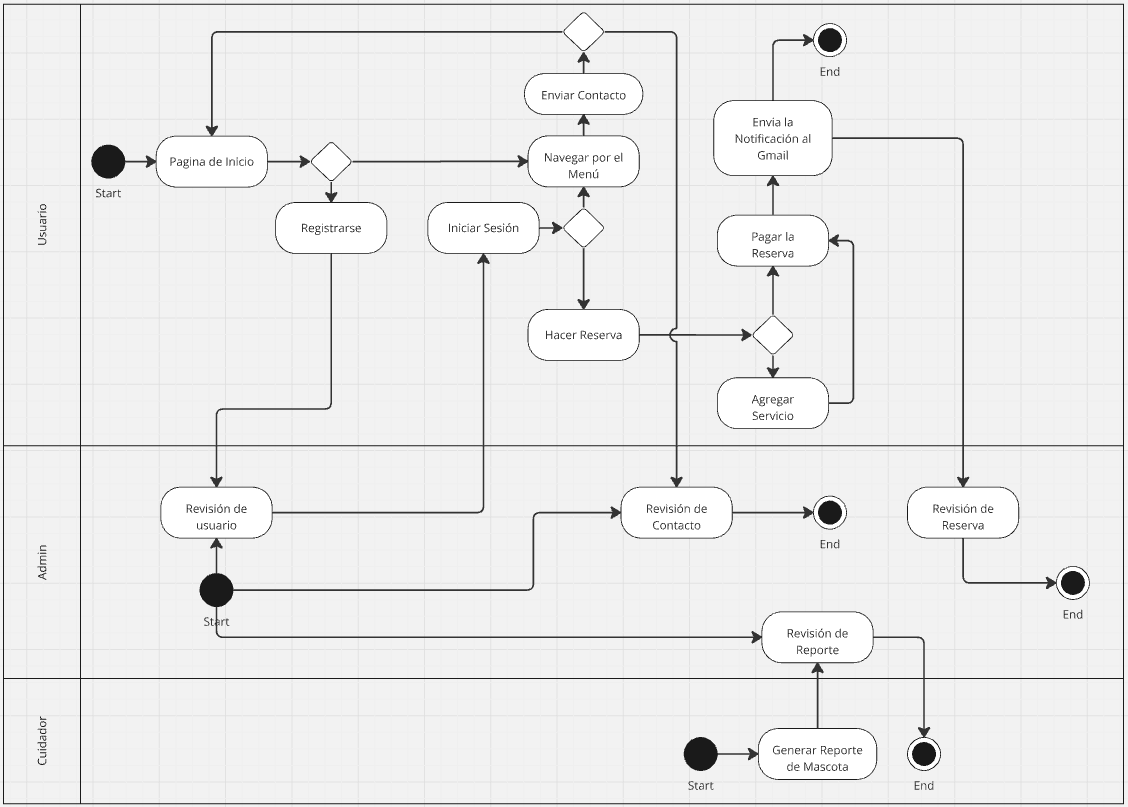 Usuario
Start
Pagina de Início
Registrarse
Iniciar Sesión
Enviar Contacto
Navegar por el
Menú
Hacer Reserva
End
Envia la
Notificación al
Gmail
Pagar la
Reserva
Agregar
Servicio
Admin
Revisión de
usuario
Start
Revisión de
Contacto
End
Revisión de
Reserva
End
Revisión de
Reporte
Cuidador
Start
Generar Reporte
de Mascota
End